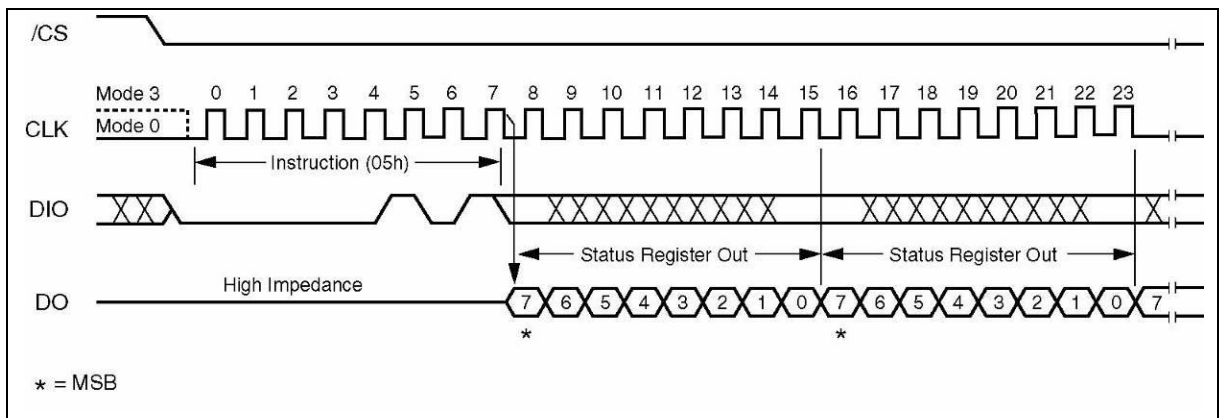 /CS
Mode 3
0 1 2 3 4 5 6 7 8 9 10 11 12 13 14 15 16 17 18 19 20 21 22 23
CLK
Mode 0
Instruction (05h)
DIO
Status Register Out
Status Register Out
High Impedance
DO
7 6 5 4 3 2 1 0 7 6 5 4 3 2 1 0 7
* *
* = MSB